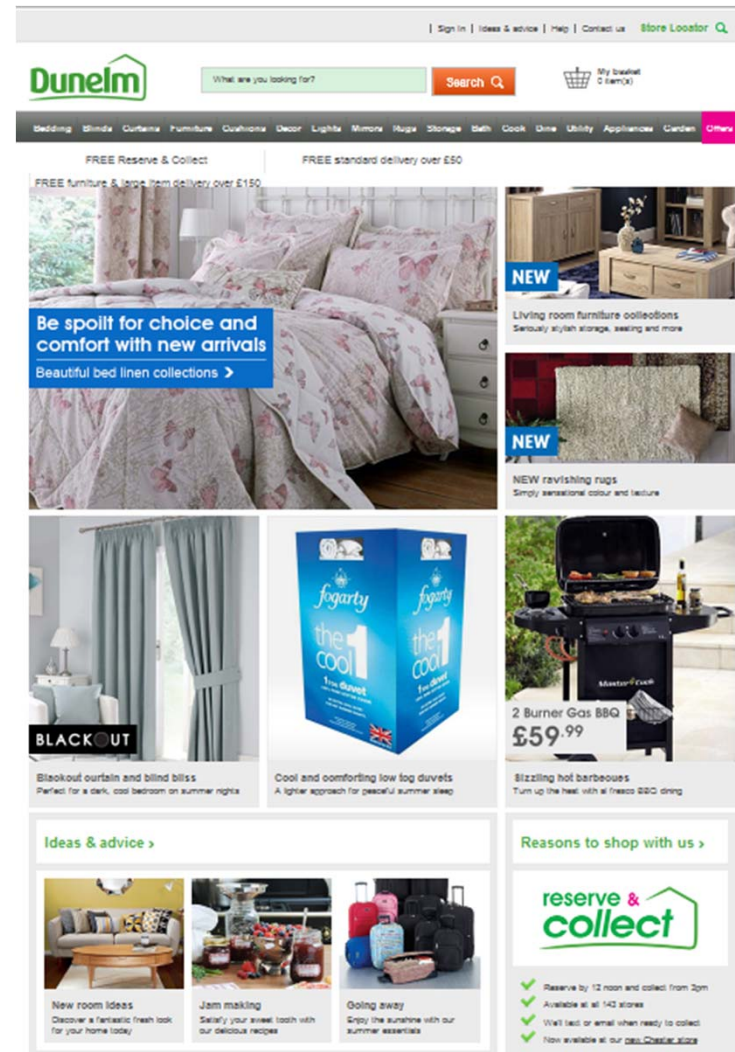 | Sign In | Ideas & advice | Help | Contact us Store Locator
Dunelm
What are you looking for?
Search
My basket
0 item(s)
Bedding Blinds Curtains Furniture Cushions Decor Lights Mirrors Rugs Storage Bath Cook Dine Utility Appliances Garden Offers
FREE Reserve & Collect
FREE standard delivery over £50
FREE furniture & large item delivery over £150
Be spoilt for choice and
comfort with new arrivals
Beautiful bed linen collections >
NEW
Living room furniture collections
Seriously stylish storage, seating and more
NEW
NEW ravishing rugs
Simply sensational colour and texture
BLACKOUT
Blackout curtain and blind bliss
Perfect for a dark, cool bedroom on summer nights
fogarty
the
cool
1
1 TOG duvet
fogarty
the
cool
1
1 TOG duvet
Cool and comforting low tog duvets
A lighter approach for peaceful summer sleep
Master Cook
2 Burner Gas BBQ
£59.99
Sizzling hot barbecues
Turn up the heat with al fresco BBQ dining
Ideas & advice >
New room ideas
Discover a fantastic fresh look
for your home today
Jam making
Satisfy your sweet tooth with
our delicious recipes
Going away
Enjoy the sunshine with our
summer essentials
Reasons to shop with us >
reserve &
collect
Reserve by 12 noon and collect from 3pm
Available at all 142 stores
We'll text or email when ready to collect
Now available at our new Chester store